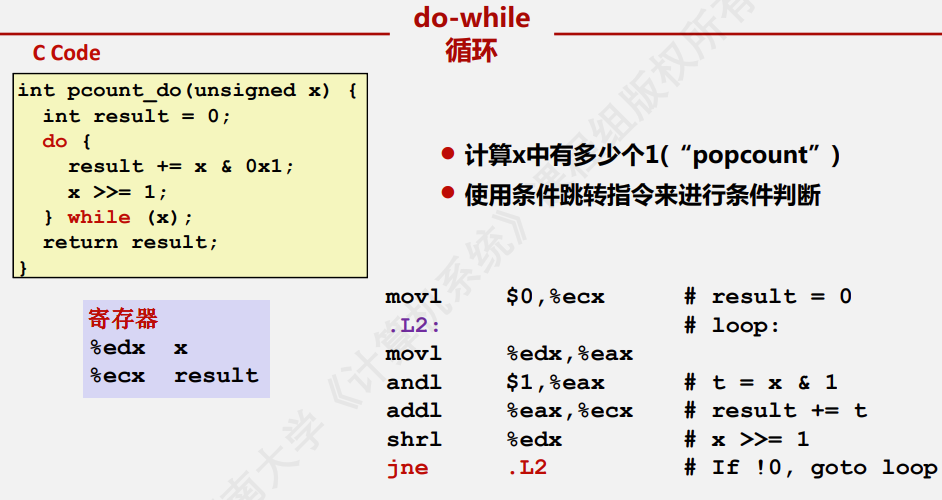 do-while
循环
C Code
int pcount_do(unsigned x) {
  int result = 0;
  do {
    result += x & 0x1;
    x >>= 1;
  } while (x);
  return result;
}
计算x中有多少个1(“popcount”)
使用条件跳转指令来进行条件判断
寄存器
%edx  x
%ecx  result
movl    $0,%ecx    # result = 0
.L2:    # loop:
movl    %edx,%eax
andl    $1,%eax    # t = x & 1
addl    %eax,%ecx    # result += t
shrl    %edx    # x >>= 1
jne    .L2    # If !0, goto loop
南大学《计算机系统》课程组版权所有